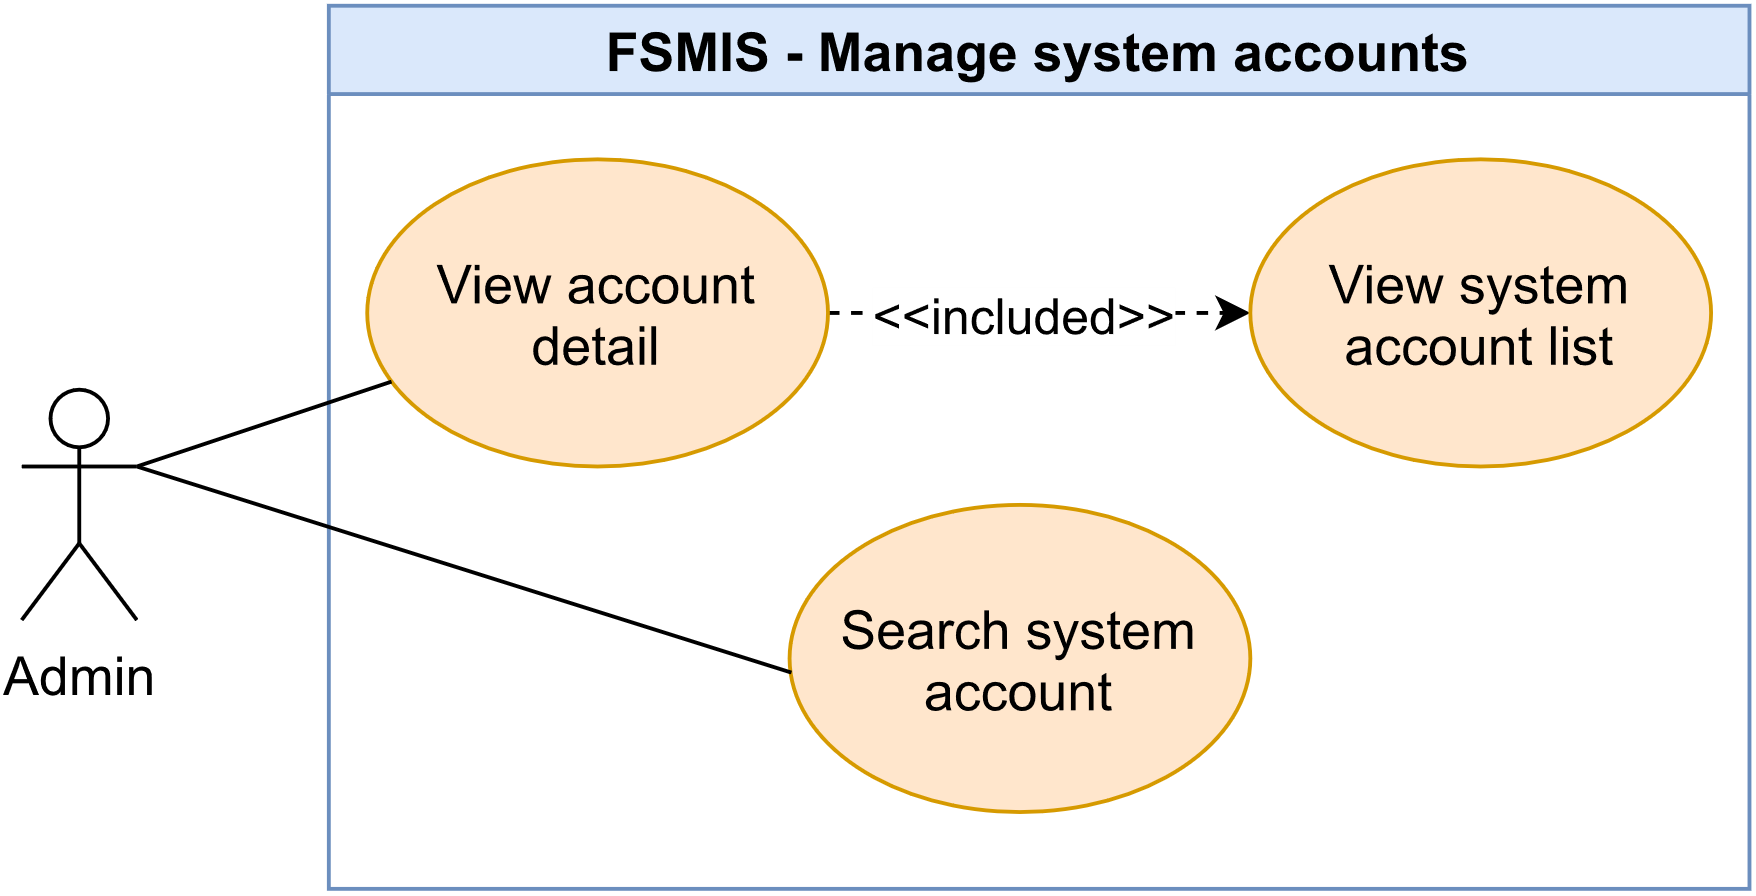 FSMIS - Manage system accounts
View account
detail
<<included>>
View system
account list
Search system
account
Admin